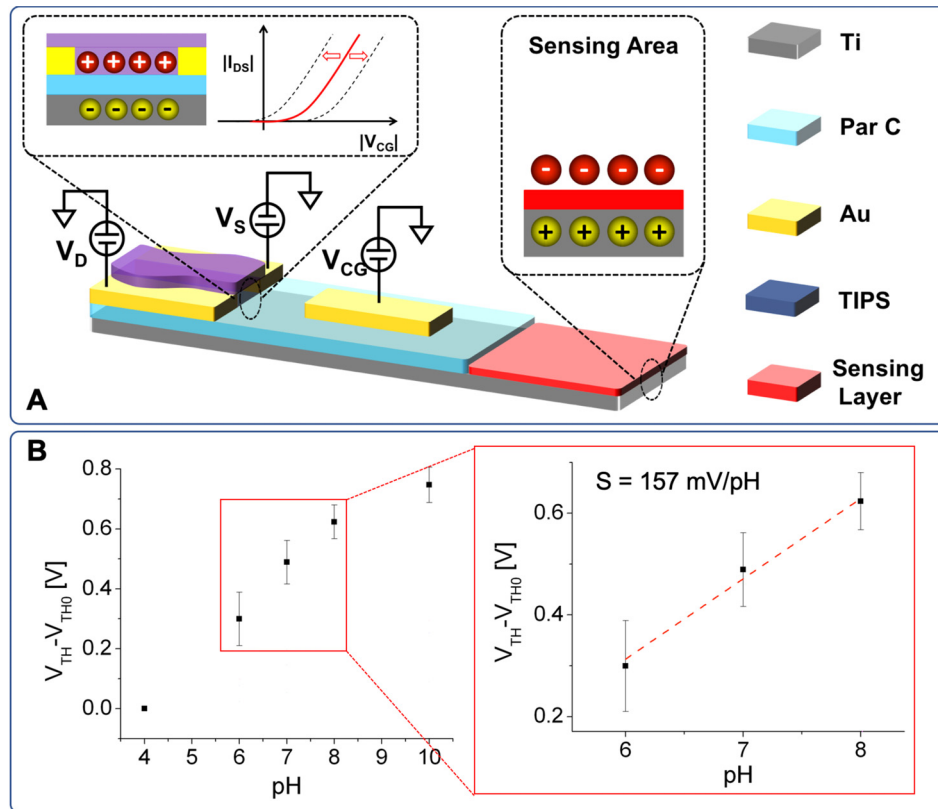 |I_DS|
+ + + +
- - - -
|V_CG|
V_D
V_S
V_CG
Sensing Area
- - - -
+ + + +
Ti
Par C
Au
TIPS
Sensing
Layer
A
B
V_TH-V_TH0 [V]
0.8
0.6
0.4
0.2
0.0
4 5 6 7 8 9 10
pH
S = 157 mV/pH
V_TH-V_TH0 [V]
0.6
0.4
0.2
6 7 8
pH